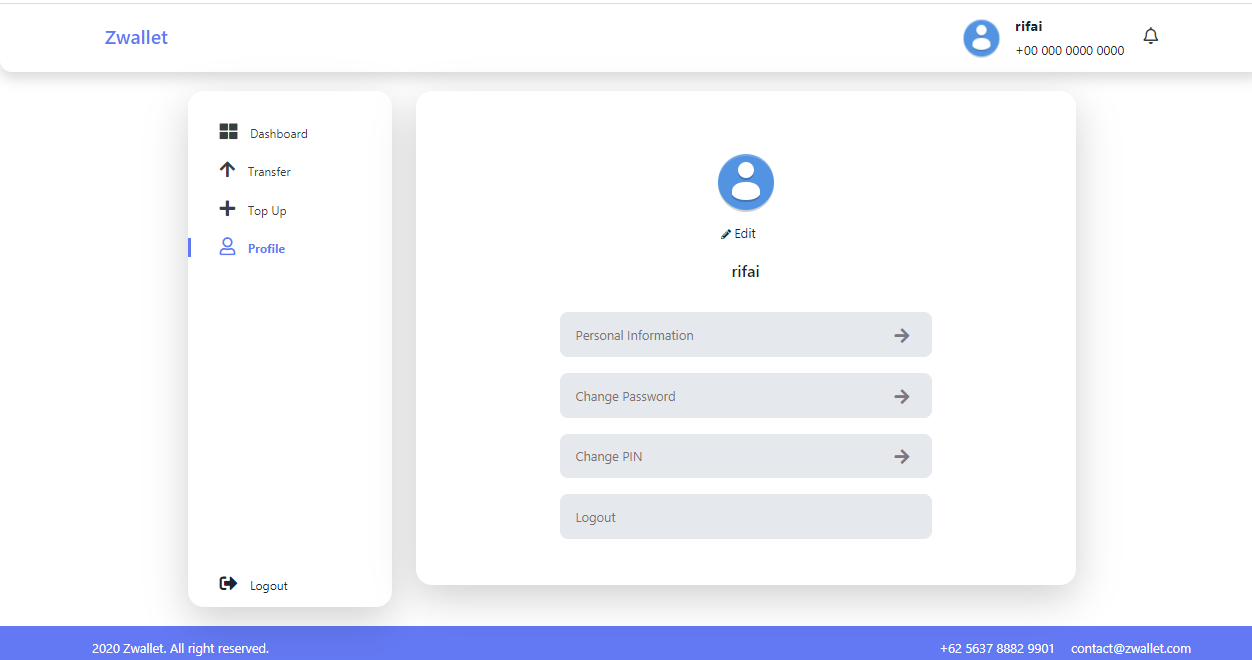 Zwallet
rifai
+00 000 0000 0000
Dashboard
Transfer
Top Up
Profile
Logout
Edit
rifai
Personal Information
Change Password
Change PIN
Logout
2020 Zwallet. All right reserved.
+62 5637 8882 9901 contact@zwallet.com